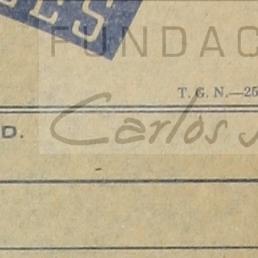 ES
FUNDAC
T. G. N.—25
D.
Carlos